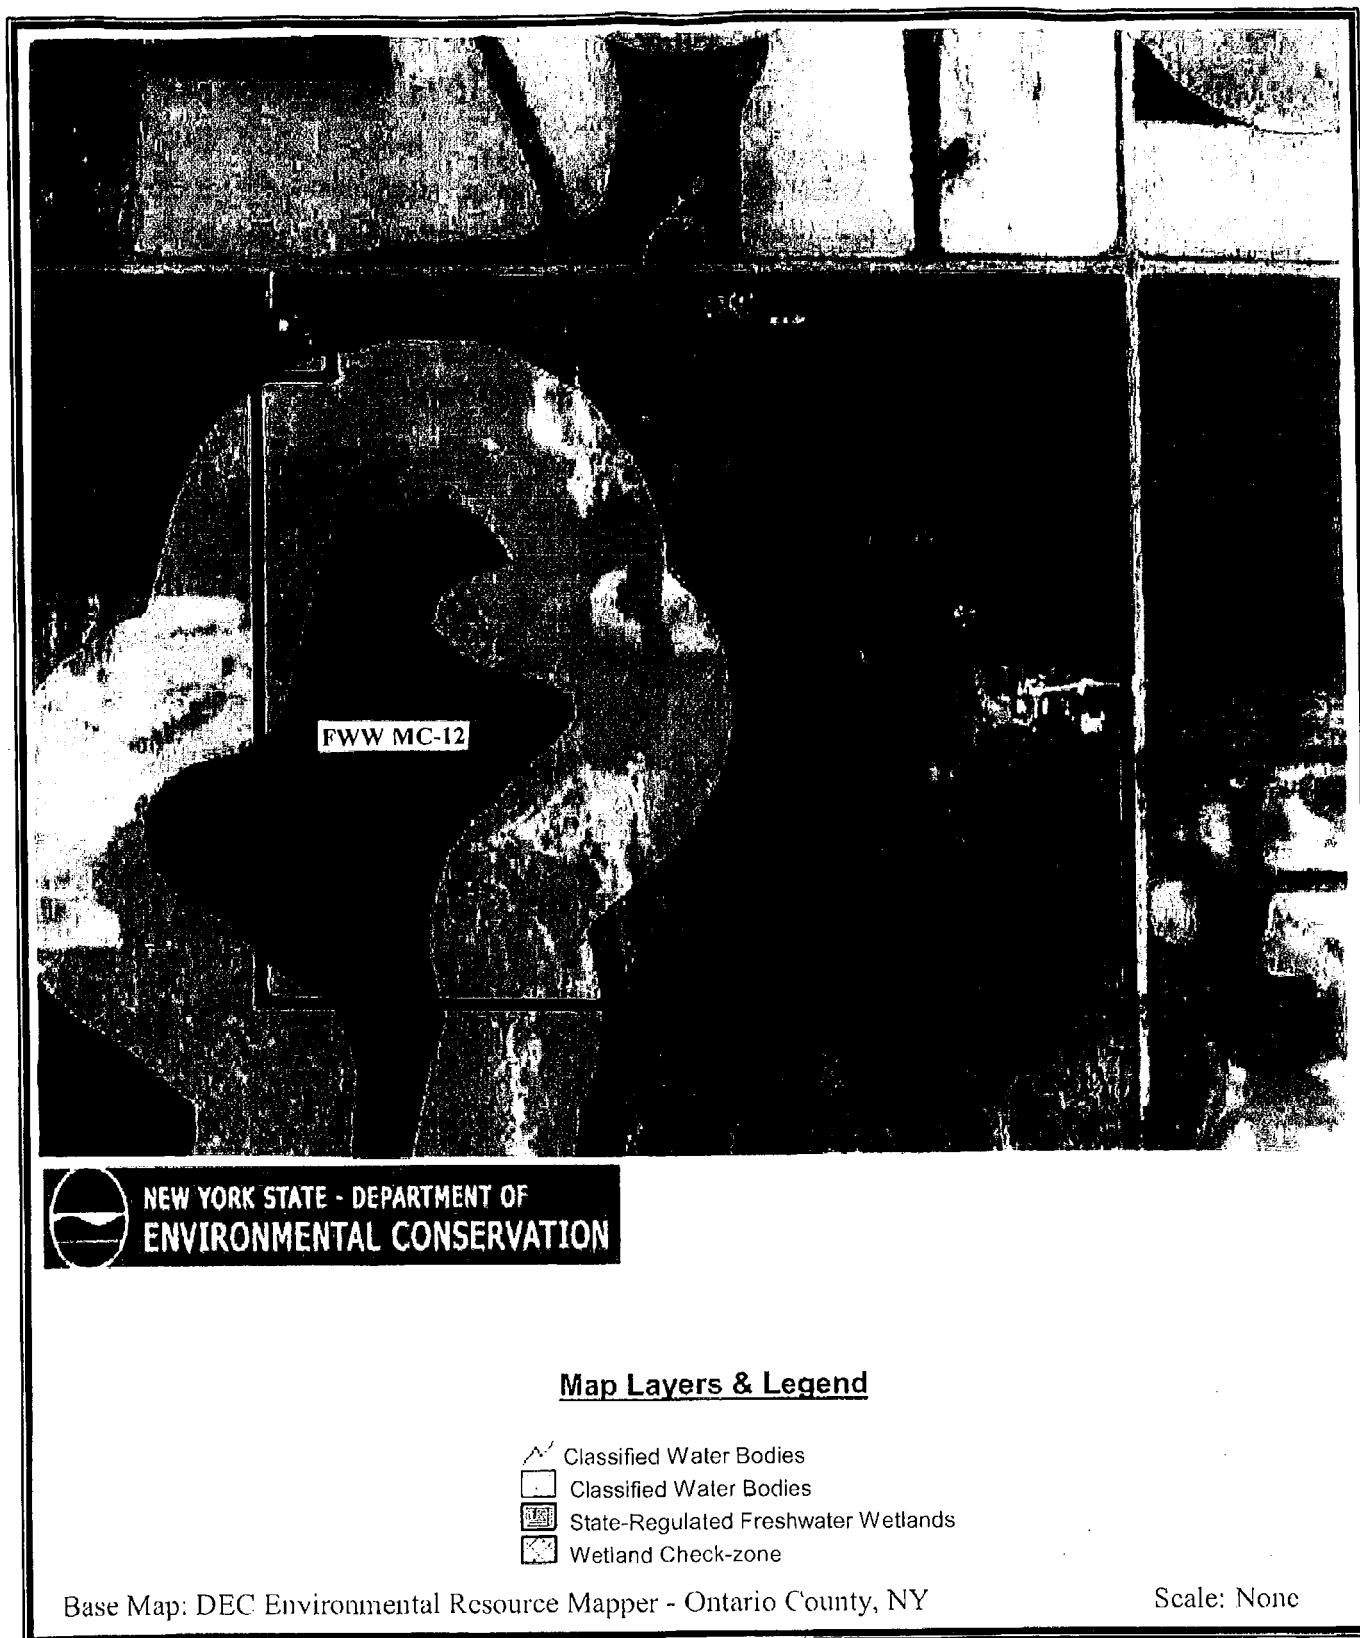 FWW MC-12
NEW YORK STATE - DEPARTMENT OF
ENVIRONMENTAL CONSERVATION
Map Layers & Legend
Classified Water Bodies
Classified Water Bodies
State-Regulated Freshwater Wetlands
Wetland Check-zone
Base Map: DEC Environmental Resource Mapper - Ontario County, NY
Scale: None